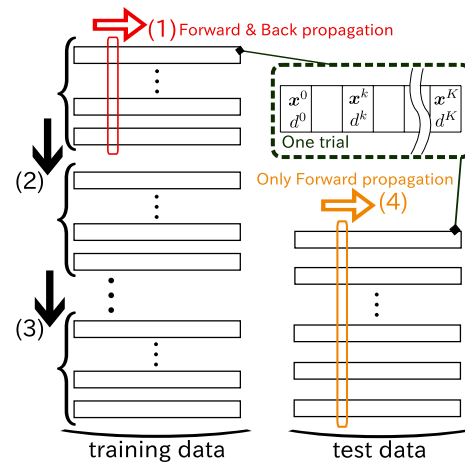 (1) Forward & Back propagation
x^0 x^k x^K
d^0 d^k d^K
One trial
(2)
Only Forward propagation
(4)
(3)
training data
test data